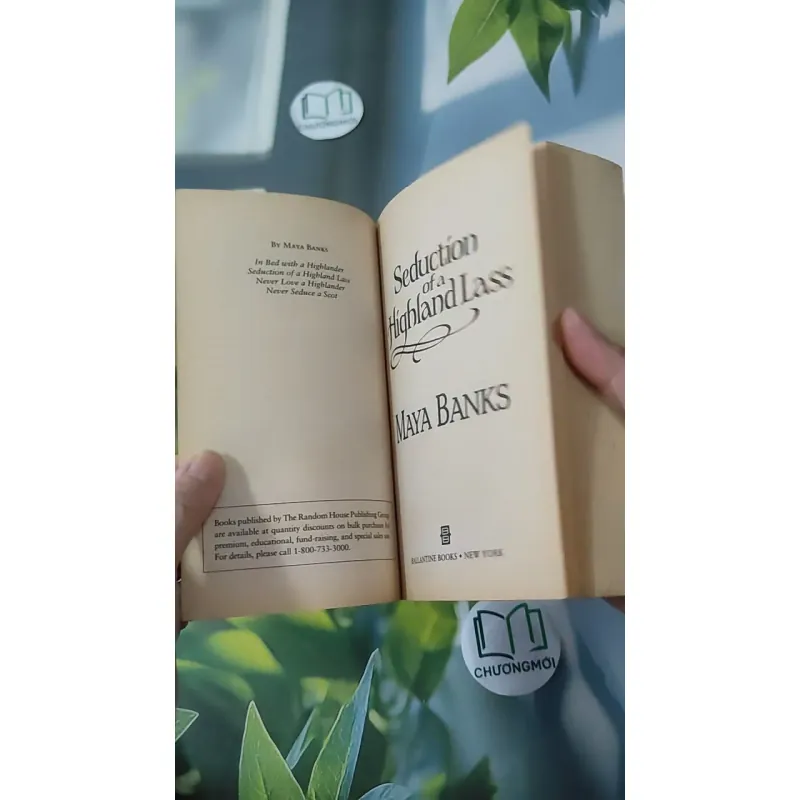 CHƯƠNGMỚI
BY MAYA BANKS
In Bed with a Highlander
Seduction of a Highland Lass
Never Love a Highlander
Never Seduce a Scot
Books published by The Random House Publishing Group
are available at quantity discounts on bulk purchases for
premium, educational, fund-raising, and special sales use.
For details, please call 1-800-733-3000.
Seduction
of a
Highland Lass
MAYA BANKS
BALLANTINE BOOKS • NEW YORK
CHƯƠNGMỚI